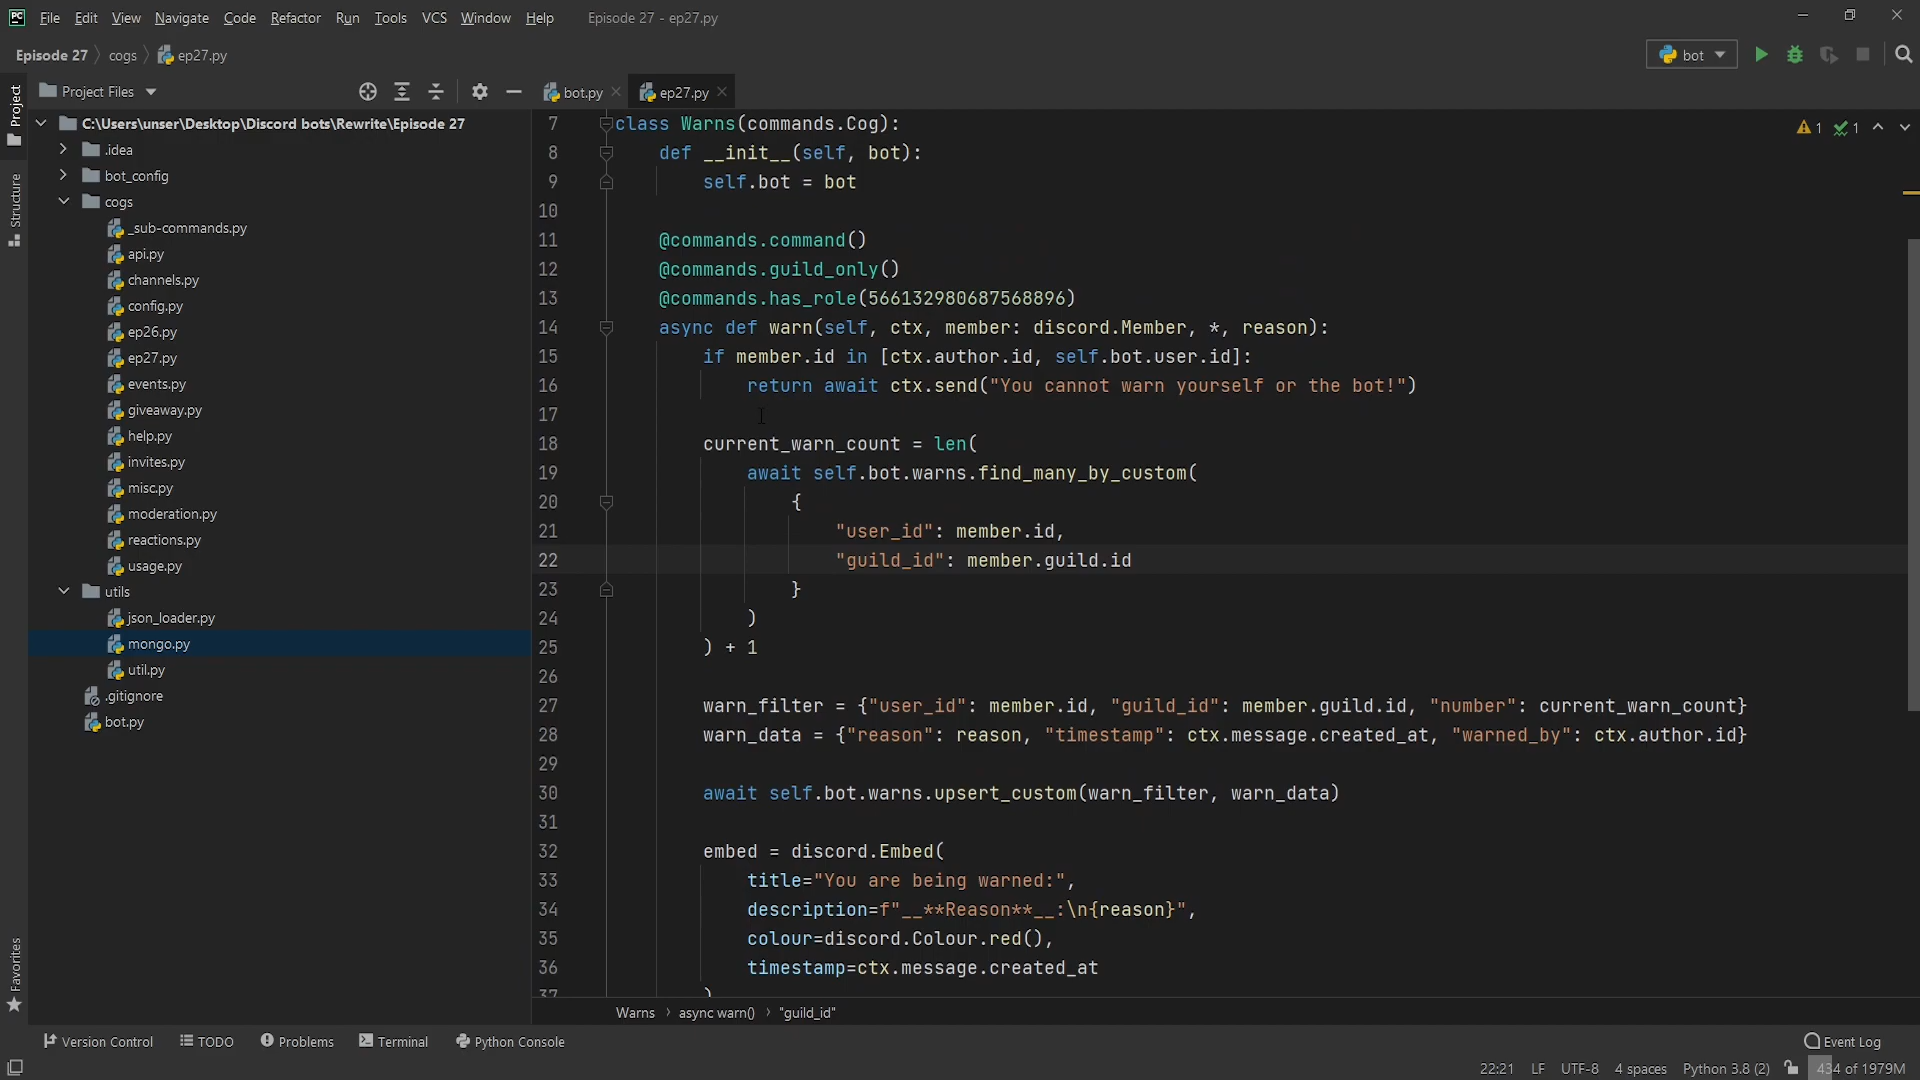 PC File Edit View Navigate Code Refactor Run Tools VCS Window Help Episode 27 - ep27.py
Episode 27 cogs ep27.py bot
Project Files bot.py ep27.py
Project
Structure
Favorites
C:\Users\unser\Desktop\Discord bots\Rewrite\Episode 27
.idea
bot_config
cogs
_sub-commands.py
api.py
channels.py
config.py
ep26.py
ep27.py
events.py
giveaway.py
help.py
invites.py
misc.py
moderation.py
reactions.py
usage.py
utils
json_loader.py
mongo.py
util.py
.gitignore
bot.py
1 1
7 class Warns(commands.Cog):
8 def __init__(self, bot):
9 self.bot = bot
10
11 @commands.command()
12 @commands.guild_only()
13 @commands.has_role(566132980687568896)
14 async def warn(self, ctx, member: discord.Member, *, reason):
15 if member.id in [ctx.author.id, self.bot.user.id]:
16 return await ctx.send("You cannot warn yourself or the bot!")
17
18 current_warn_count = len(
19 await self.bot.warns.find_many_by_custom(
20 {
21 "user_id": member.id,
22 "guild_id": member.guild.id
23 }
24 )
25 ) + 1
26
27 warn_filter = {"user_id": member.id, "guild_id": member.guild.id, "number": current_warn_count}
28 warn_data = {"reason": reason, "timestamp": ctx.message.created_at, "warned_by": ctx.author.id}
29
30 await self.bot.warns.upsert_custom(warn_filter, warn_data)
31
32 embed = discord.Embed(
33 title="You are being warned:",
34 description=f"__**Reason**__:\n{reason}",
35 colour=discord.Colour.red(),
36 timestamp=ctx.message.created_at
37 )
Warns async warn() "guild_id"
Version Control TODO Problems Terminal Python Console Event Log
22:21 LF UTF-8 4 spaces Python 3.8 (2) 434 of 1979M